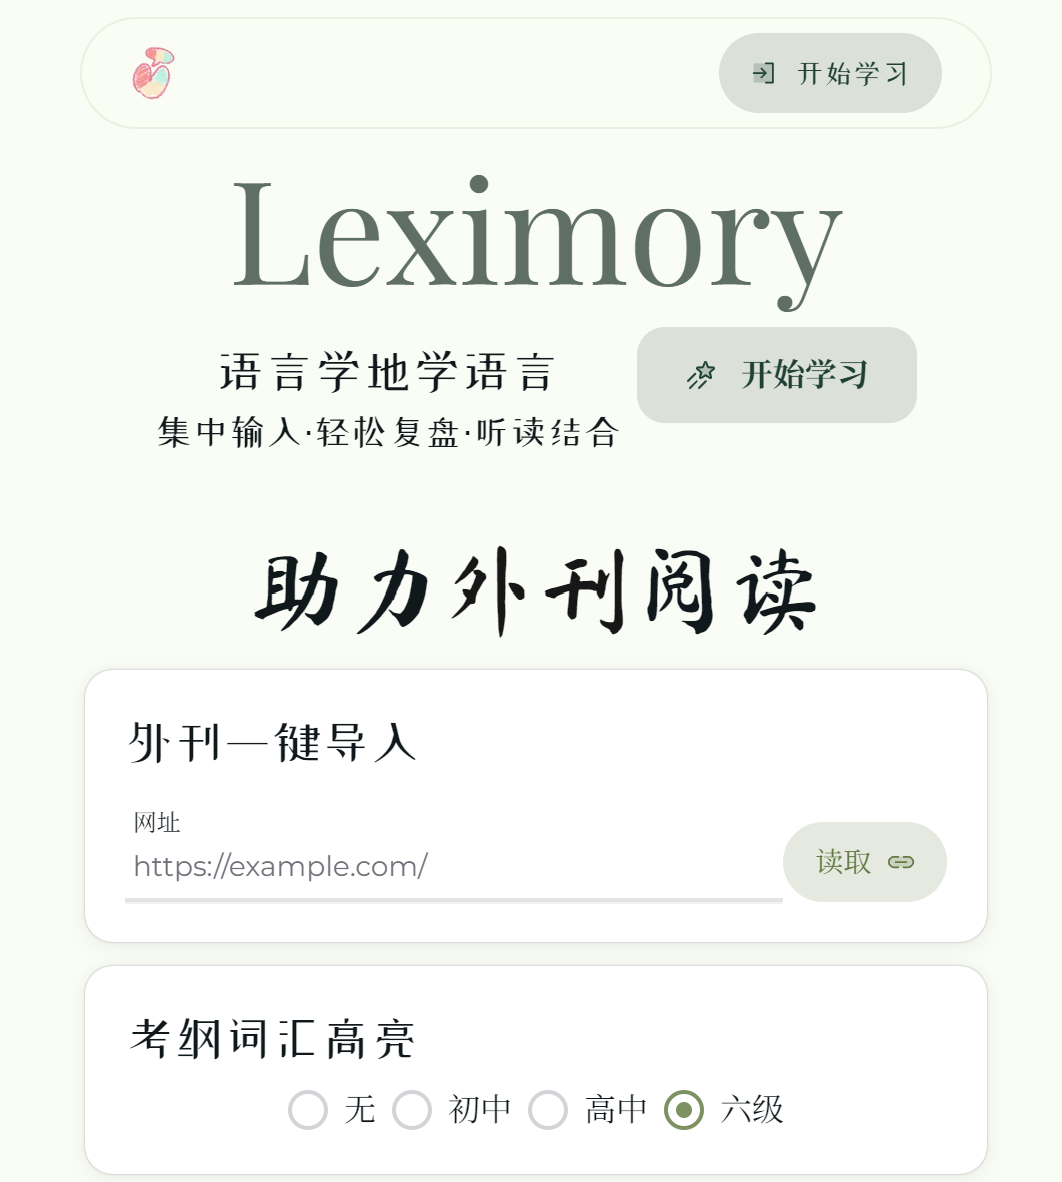 开始学习
Leximory
语言学地学语言
开始学习
集中输入·轻松复盘·听读结合
助力外刊阅读
外刊一键导入
网址
https://example.com/
读取
考纲词汇高亮
无 初中 高中 六级